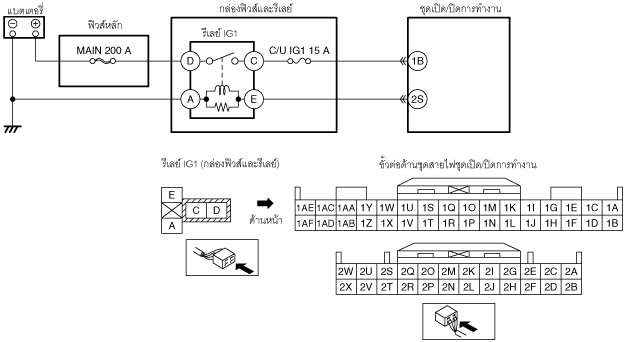 แบตเตอรี่
ฟิวส์หลัก
กล่องฟิวส์และรีเลย์
ชุดเปิด/ปิดการทำงาน
MAIN 200 A
รีเลย์ IG1
C/U IG1 15 A
D C 1B
A E 2S
รีเลย์ IG1 (กล่องฟิวส์และรีเลย์)
ขั้วต่อด้านชุดสายไฟชุดเปิด/ปิดการทำงาน
E
C D
A
ด้านหน้า
1AE 1AC 1AA 1Y 1W 1U 1S 1Q 1O 1M 1K 1I 1G 1E 1C 1A
1AF 1AD 1AB 1Z 1X 1V 1T 1R 1P 1N 1L 1J 1H 1F 1D 1B
2W 2U 2S 2Q 2O 2M 2K 2I 2G 2E 2C 2A
2X 2V 2T 2R 2P 2N 2L 2J 2H 2F 2D 2B